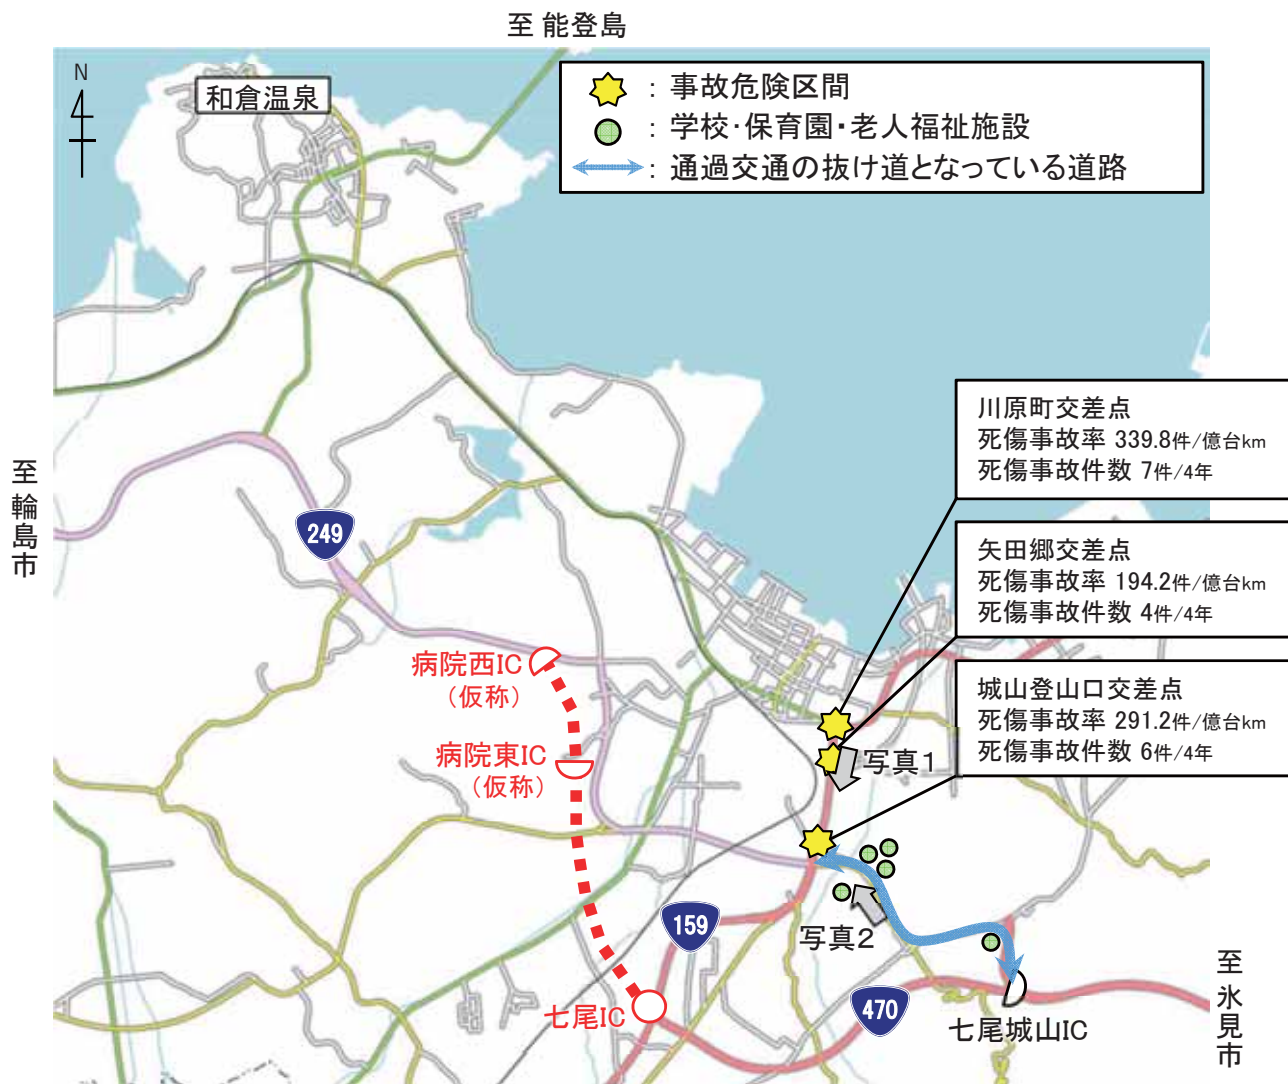 至 能登島
N
和倉温泉
：事故危険区間
：学校・保育園・老人福祉施設
：通過交通の抜け道となっている道路
川原町交差点
死傷事故率 339.8件/億台km
死傷事故件数 7件/4年
至 輪島市
249
矢田郷交差点
死傷事故率 194.2件/億台km
死傷事故件数 4件/4年
病院西IC
（仮称）
城山登山口交差点
死傷事故率 291.2件/億台km
死傷事故件数 6件/4年
病院東IC
（仮称）
写真1
159
写真2
至 氷見市
七尾IC
470
七尾城山IC